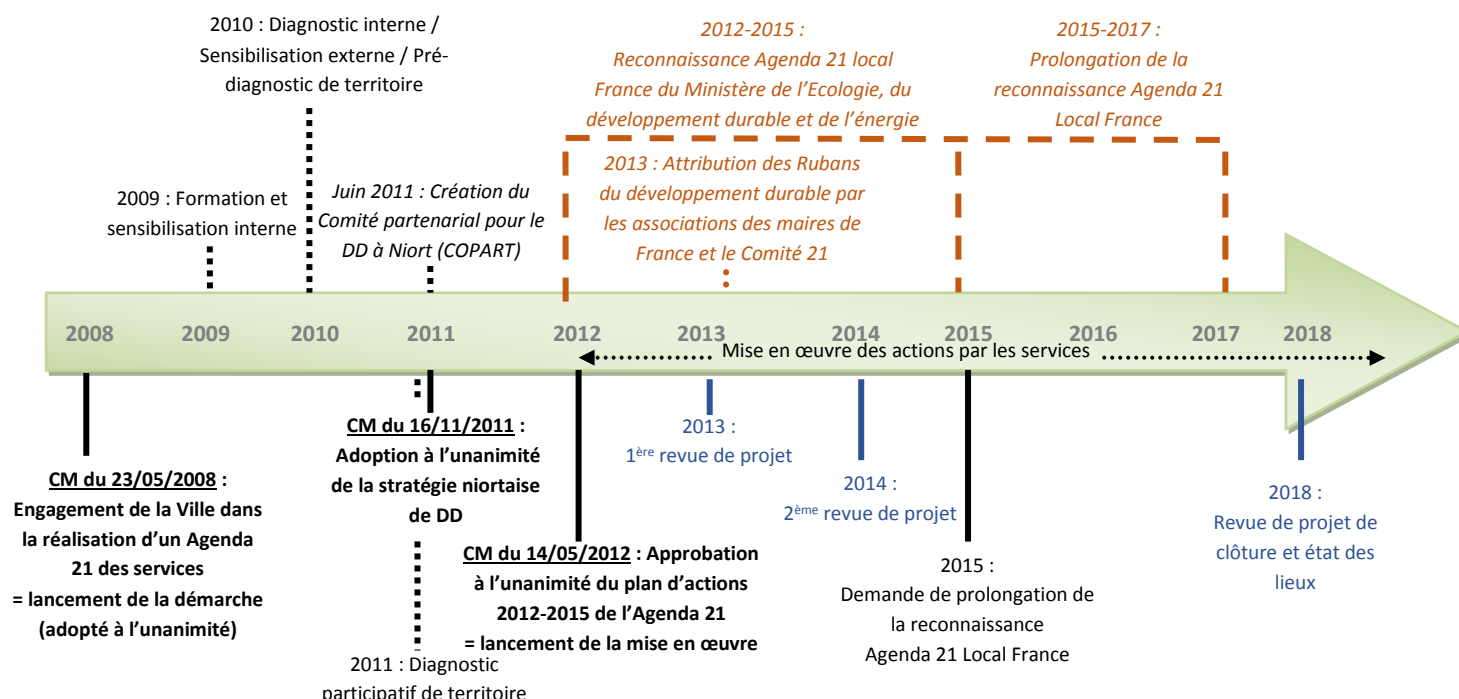 2010 : Diagnostic interne /
Sensibilisation externe / Pré-
diagnostic de territoire
2012-2015 :
Reconnaissance Agenda 21 local
France du Ministère de l’Ecologie, du
développement durable et de l’énergie
2015-2017 :
Prolongation de la
reconnaissance Agenda 21
Local France
2009 : Formation et
sensibilisation interne
Juin 2011 : Création du
Comité partenarial pour le
DD à Niort (COPART)
2013 : Attribution des Rubans
du développement durable par
les associations des maires de
France et le Comité 21
2008 2009 2010 2011 2012 2013 2014 2015 2016 2017 2018
Mise en œuvre des actions par les services
CM du 23/05/2008 :
Engagement de la Ville dans
la réalisation d’un Agenda
21 des services
= lancement de la démarche
(adopté à l’unanimité)
CM du 16/11/2011 :
Adoption à l’unanimité
de la stratégie niortaise
de DD
2011 : Diagnostic
participatif de territoire
CM du 14/05/2012 : Approbation
à l’unanimité du plan d’actions
2012-2015 de l’Agenda 21
= lancement de la mise en œuvre
2013 :
1ère revue de projet
2014 :
2ème revue de projet
2015 :
Demande de prolongation de
la reconnaissance
Agenda 21 Local France
2018 :
Revue de projet de
clôture et état des
lieux